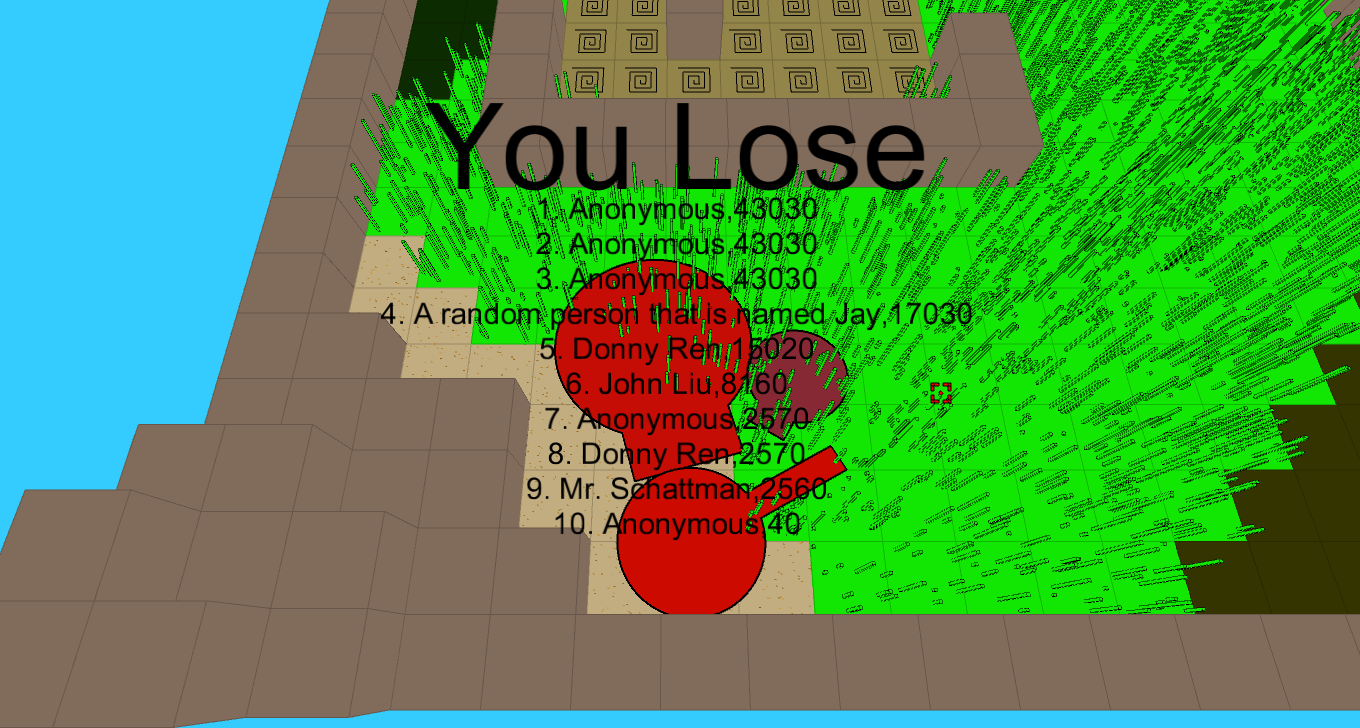 You Lose
1. Anonymous,43030
2. Anonymous,43030
3. Anonymous,43030
4. A random person that is named Jay,17030
5. Donny Ren,15020
6. John Liu,8160
7. Anonymous,2570
8. Donny Ren,2570
9. Mr. Schattman,2560
10. Anonymous,40